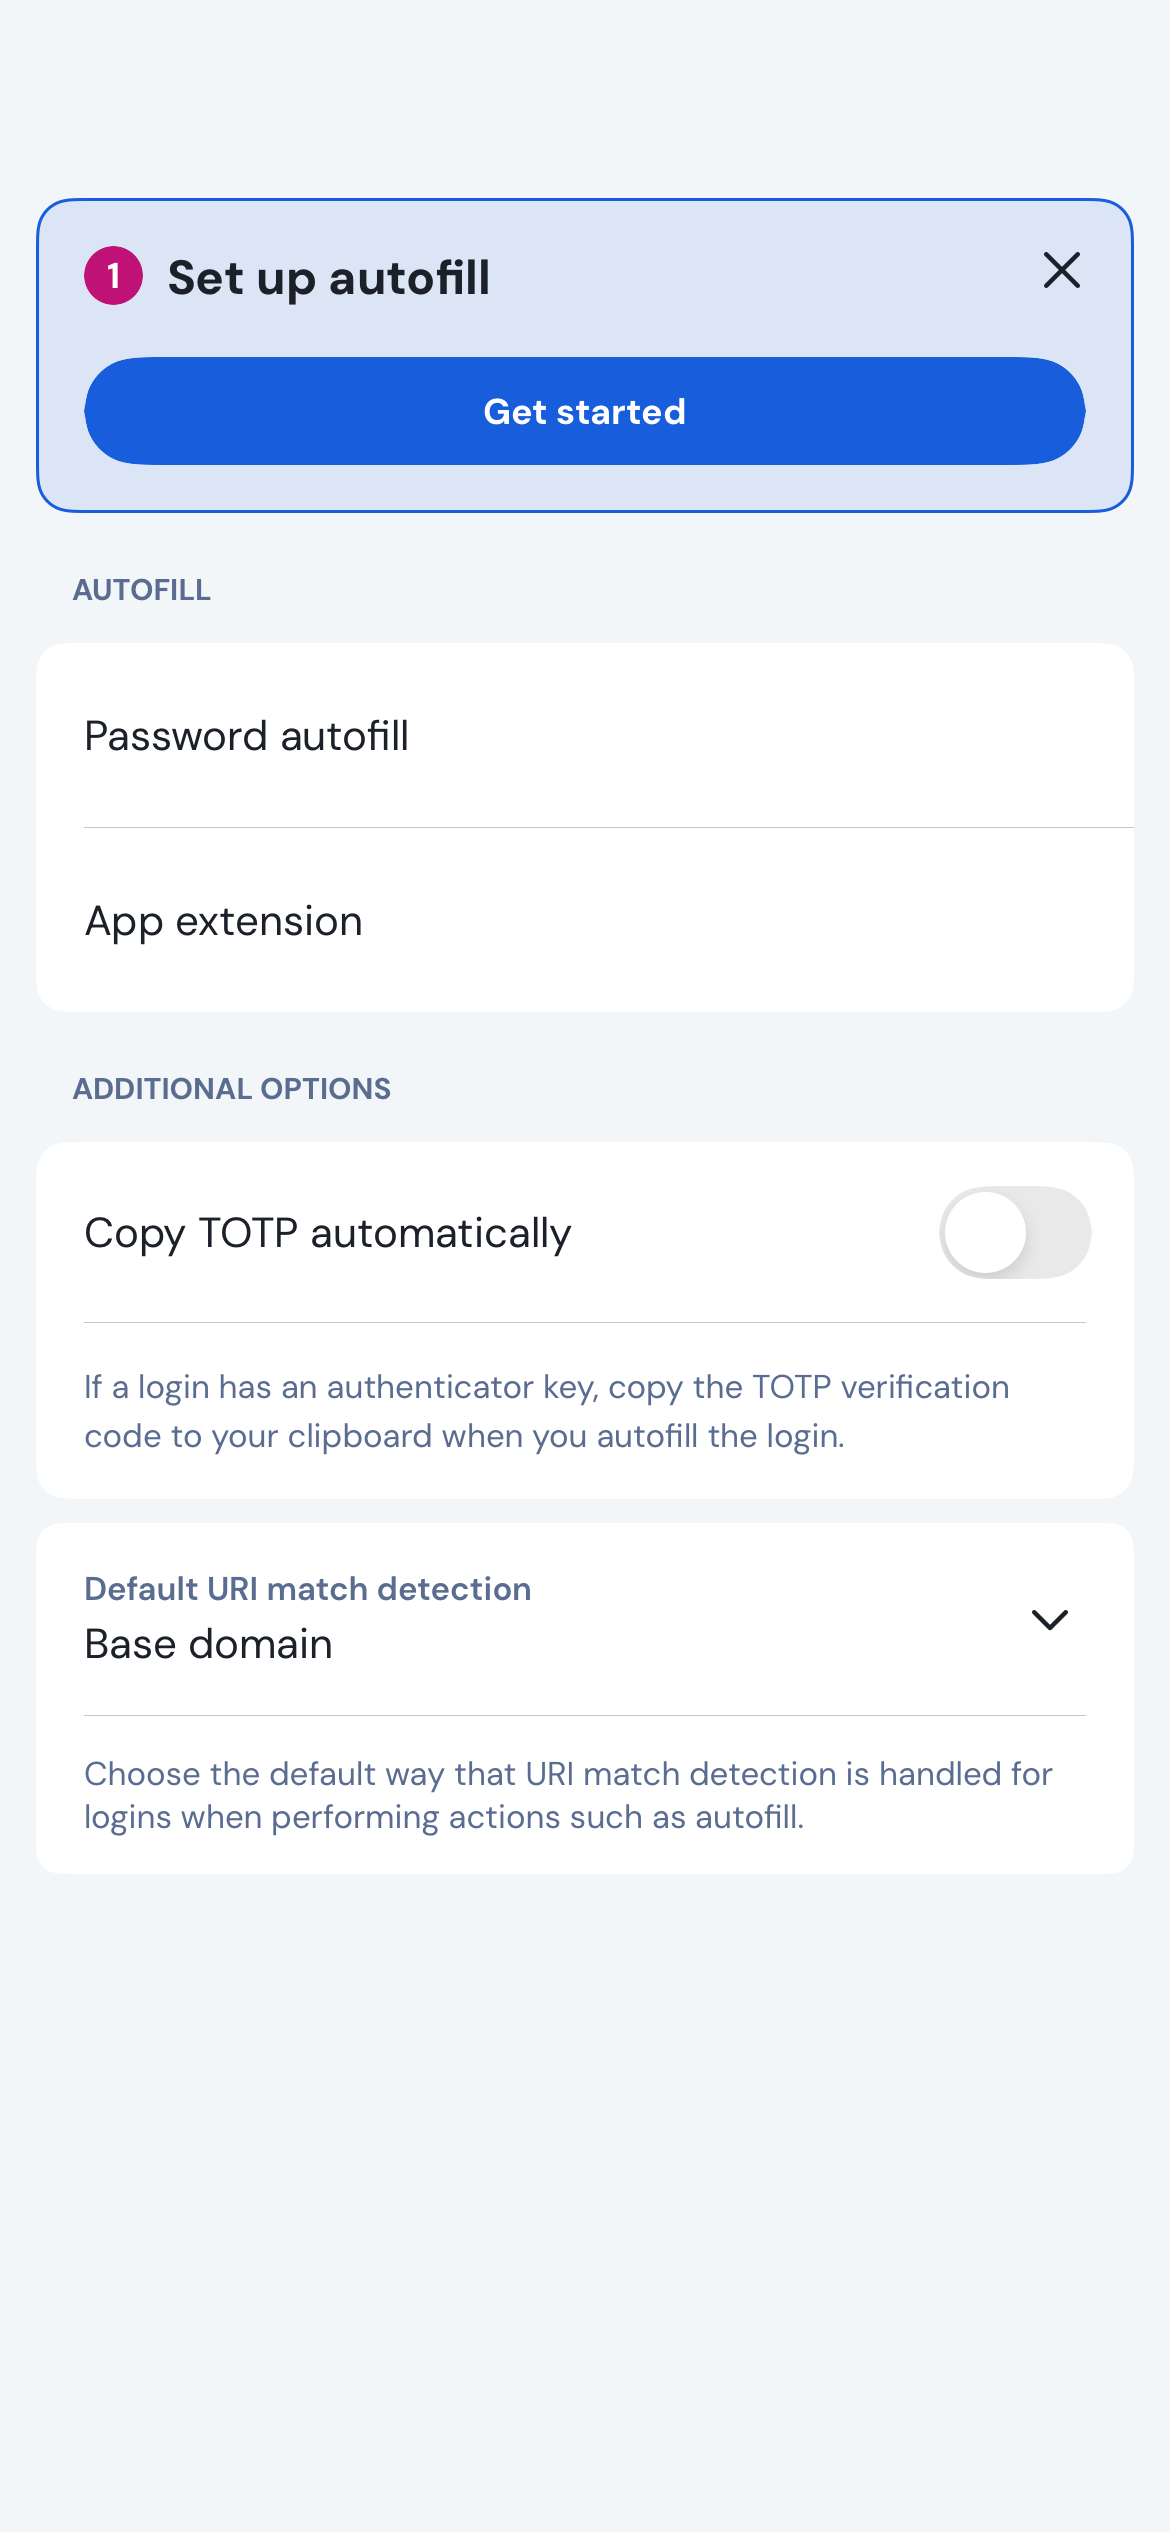 1 Set up autofill
Get started
AUTOFILL
Password autofill
App extension
ADDITIONAL OPTIONS
Copy TOTP automatically
If a login has an authenticator key, copy the TOTP verification
code to your clipboard when you autofill the login.
Default URI match detection
Base domain
Choose the default way that URI match detection is handled for
logins when performing actions such as autofill.